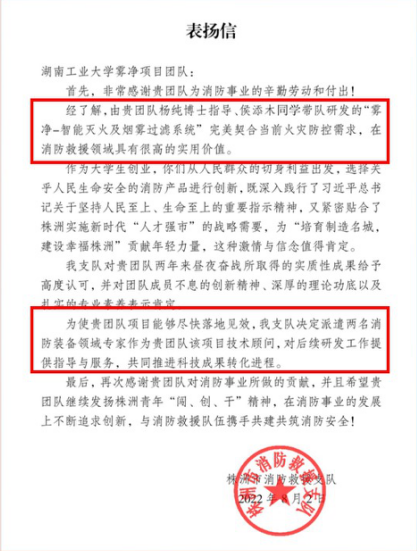 表扬信
湖南工业大学雾净项目团队：
首先，非常感谢贵团队为消防事业的辛勤劳动和付出！
经了解，由贵团队杨纯博士指导、侯添木同学带队研发的“雾
净-智能灭火及烟雾过滤系统”完美契合当前火灾防控需求，在
消防救援领域具有很高的实用价值。
作为大学生创业，你们从人民群众的切身利益出发，选择关
乎人民生命安全的消防产品进行创新，既深入践行了习近平总书
记关于坚持人民至上、生命至上的重要指示精神，又紧密贴合了
株洲实施新时代“人才强市”的战略需要，为“培育制造名城，
建设幸福株洲”贡献年轻力量，这种激情与信念值得肯定。
我支队对贵团队两年来昼夜奋战所取得的实质性成果给予
高度认可，并对团队成员不息的创新精神、深厚的理论功底以及
扎实的专业素养表示肯定。
为使贵团队项目能够尽快落地见效，我支队决定派遣两名消
防装备领域专家作为贵团队该项目技术顾问，对后续研发工作提
供指导与服务，共同推进科技成果转化进程。
最后，再次感谢贵团队对消防事业所做的贡献，并且希望贵
团队继续发扬株洲青年“闯、创、干”精神，在消防事业的发展
上不断追求创新，与消防救援队伍携手共建共筑消防安全！
株洲市消防救援支队
2022年8月2日
株洲市消防救援支队